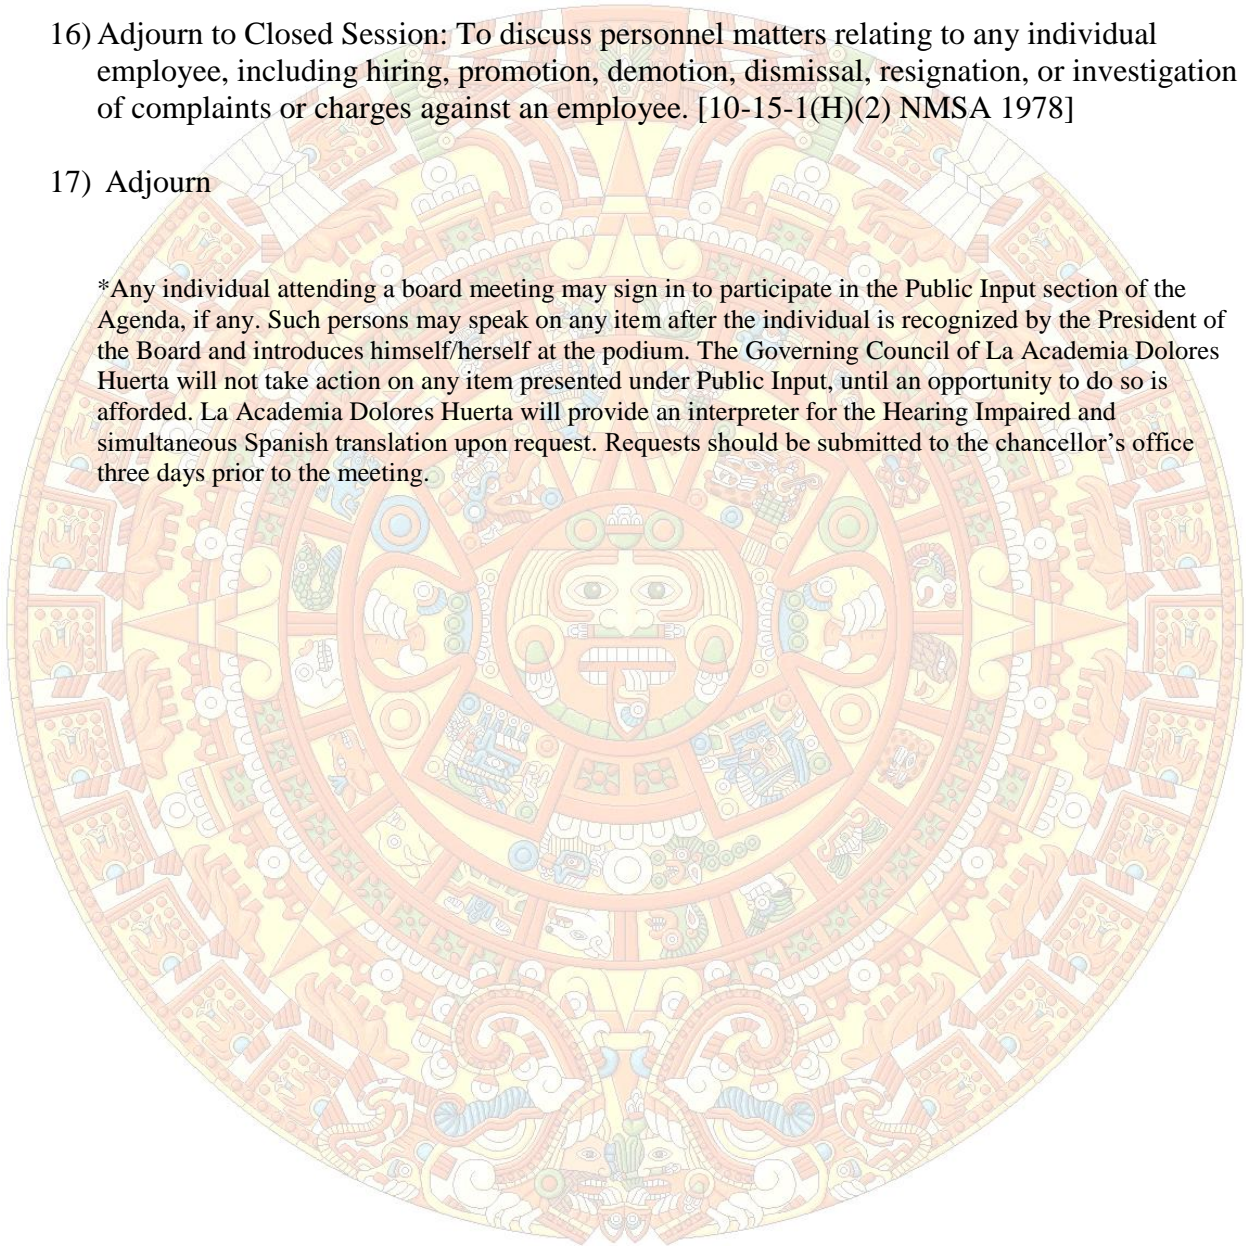 16) Adjourn to Closed Session: To discuss personnel matters relating to any individual
employee, including hiring, promotion, demotion, dismissal, resignation, or investigation
of complaints or charges against an employee. [10-15-1(H)(2) NMSA 1978]
17) Adjourn
*Any individual attending a board meeting may sign in to participate in the Public Input section of the
Agenda, if any. Such persons may speak on any item after the individual is recognized by the President of
the Board and introduces himself/herself at the podium. The Governing Council of La Academia Dolores
Huerta will not take action on any item presented under Public Input, until an opportunity to do so is
afforded. La Academia Dolores Huerta will provide an interpreter for the Hearing Impaired and
simultaneous Spanish translation upon request. Requests should be submitted to the chancellor’s office
three days prior to the meeting.